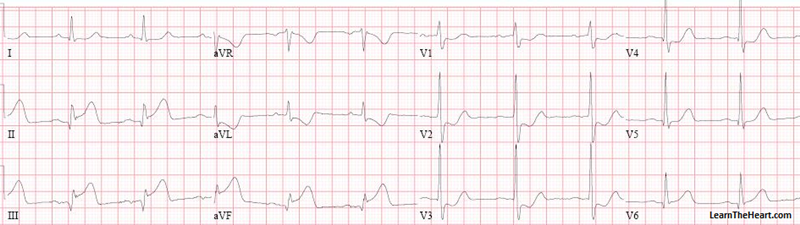 I aVR V1 V4
II aVL V2 V5
III aVF V3 V6
LearnTheHeart.com